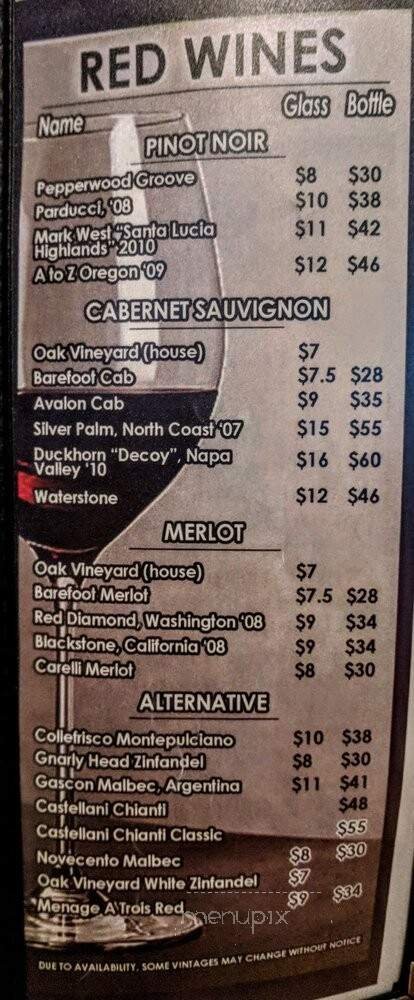 RED WINES
Name Glass Bottle
PINOT NOIR
Pepperwood Groove $8 $30
Parducci, '08 $10 $38
Mark West "Santa Lucia
Highlands" 2010 $11 $42
A to Z Oregon '09 $12 $46
CABERNET SAUVIGNON
Oak Vineyard (house) $7
Barefoot Cab $7.5 $28
Avalon Cab $9 $35
Silver Palm, North Coast '07 $15 $55
Duckhorn "Decoy", Napa
Valley '10 $16 $60
Waterstone $12 $46
MERLOT
Oak Vineyard (house) $7
Barefoot Merlot $7.5 $28
Red Diamond, Washington '08 $9 $34
Blackstone, California '08 $9 $34
Carelli Merlot $8 $30
ALTERNATIVE
Collefrisco Montepulciano $10 $38
Gnarly Head Zinfandel $8 $30
Gascon Malbec, Argentina $11 $41
Castellani Chianti $48
Castellani Chianti Classic $55
Novecento Malbec $8 $30
Oak Vineyard White Zinfandel $7
Menage A Trois Red $9 $34
menupix
DUE TO AVAILABILITY, SOME VINTAGES MAY CHANGE WITHOUT NOTICE